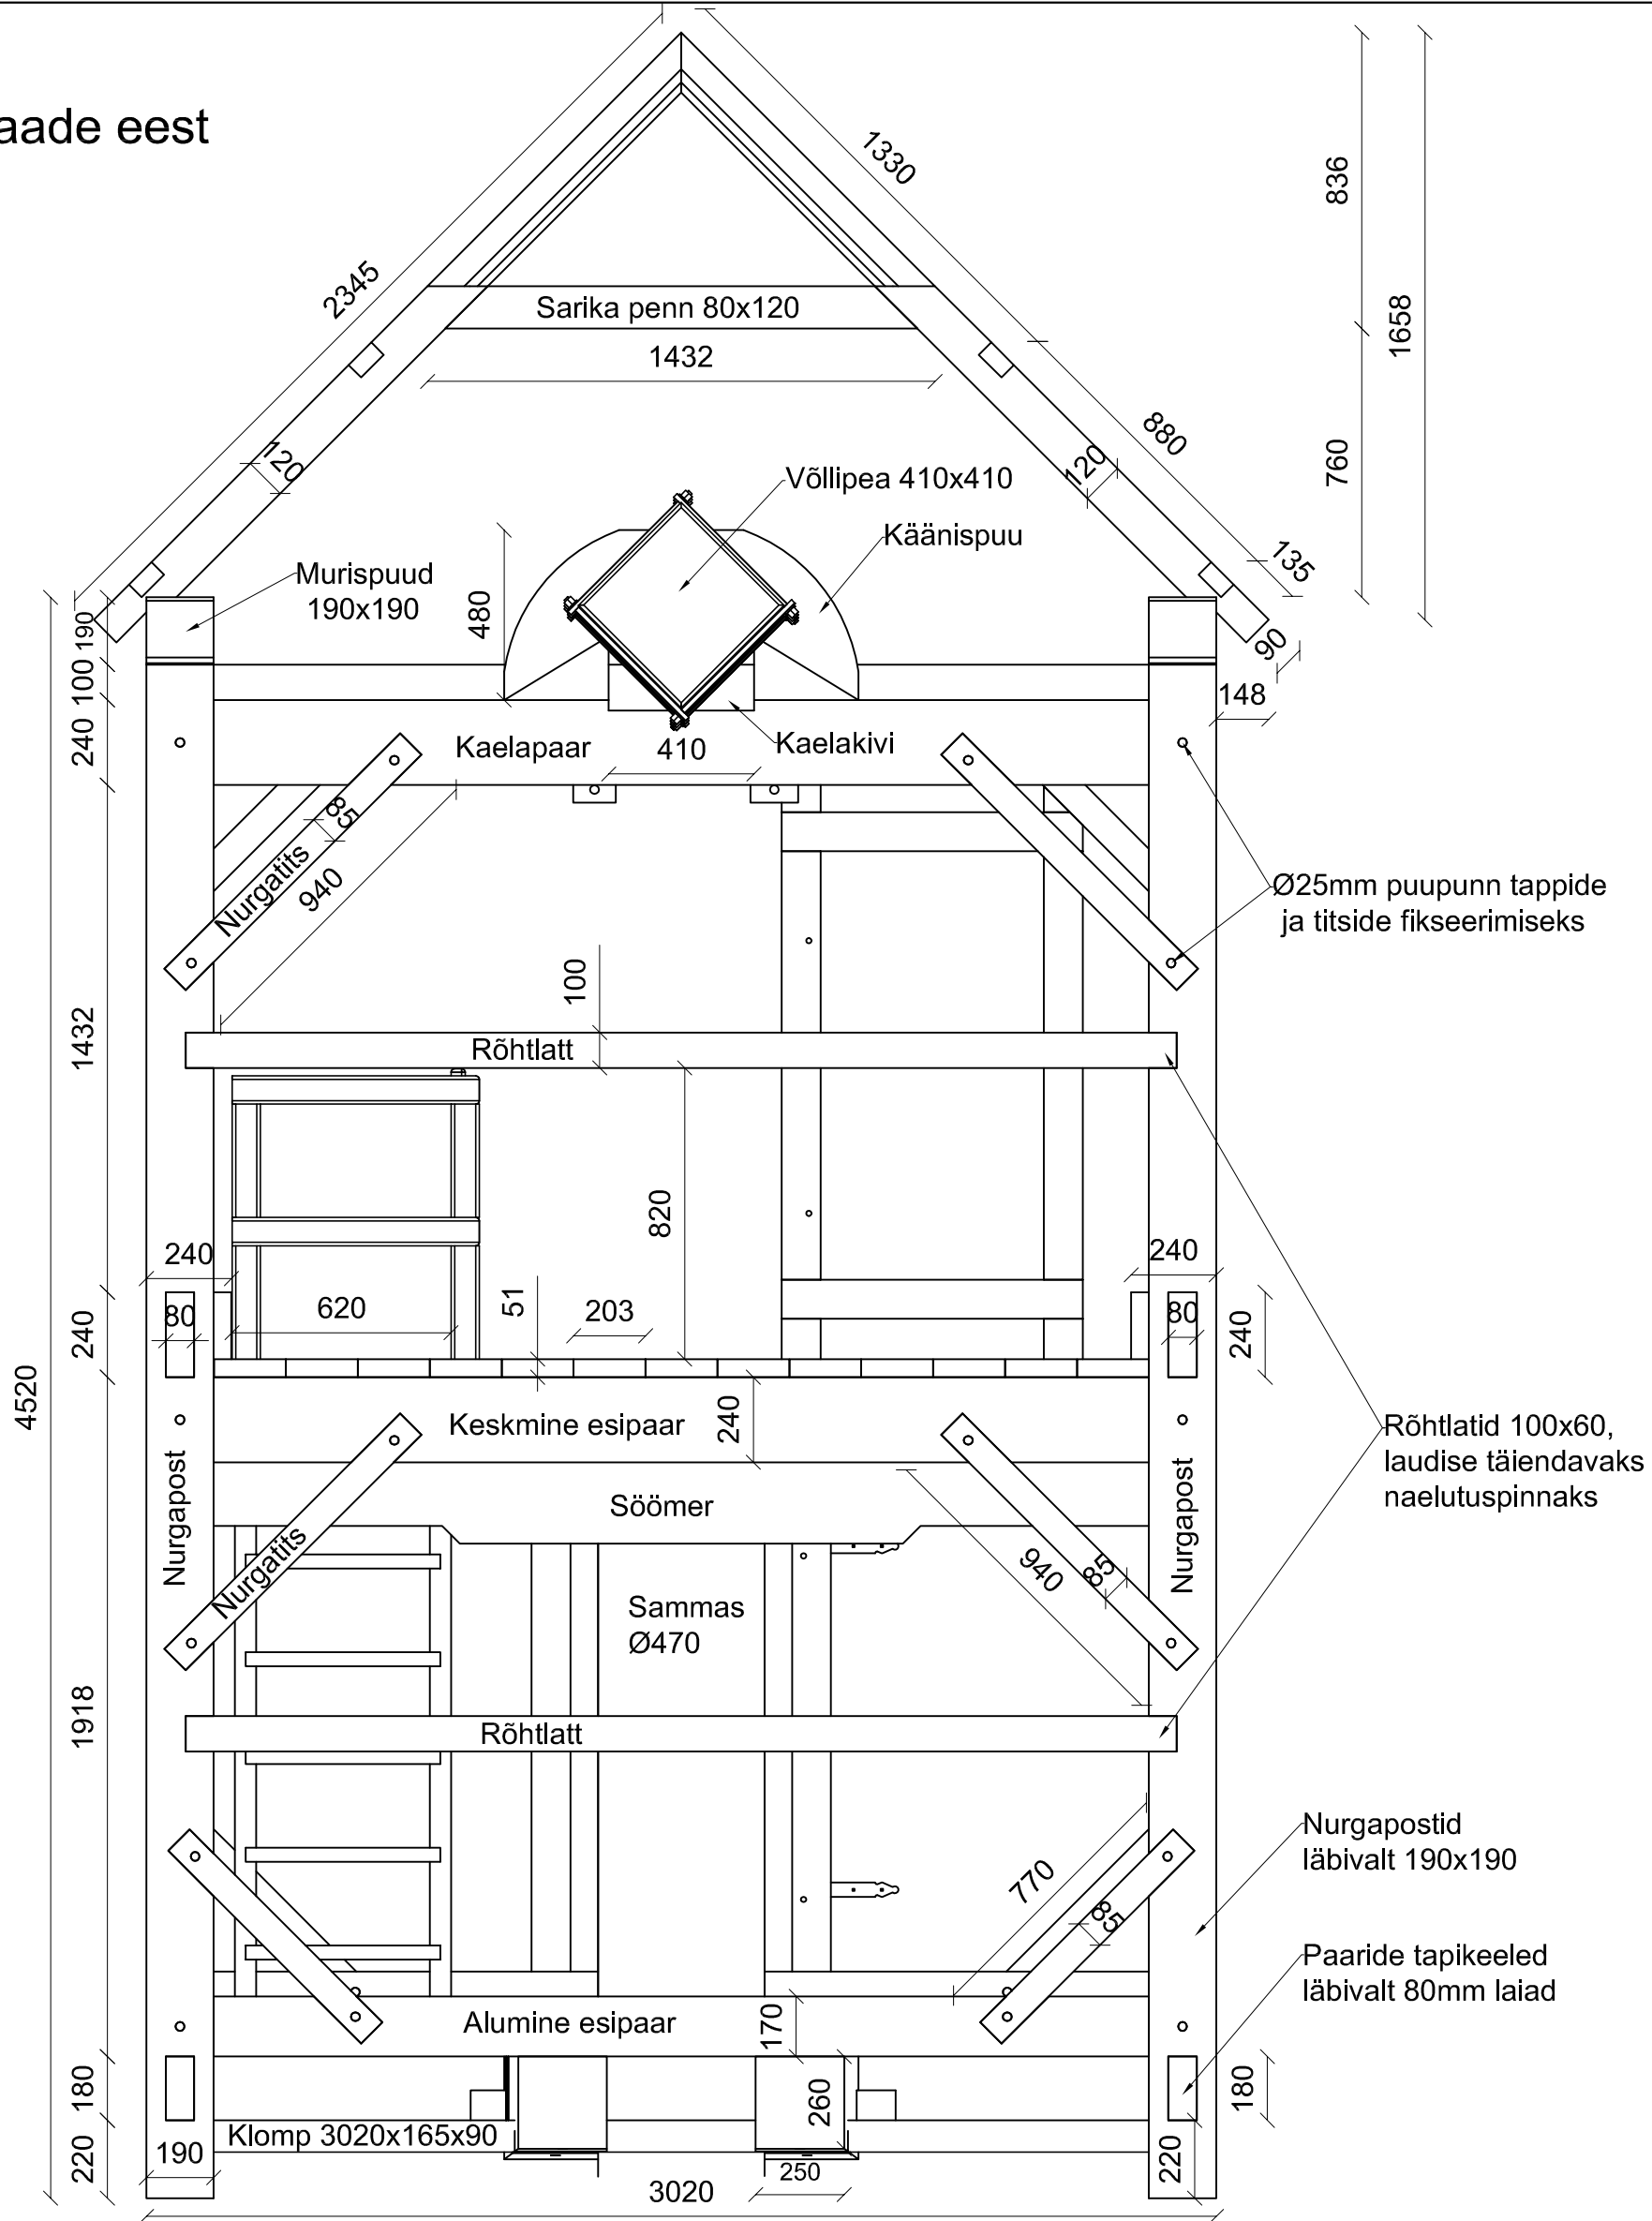 aade eest
1330
836
1658
2345
Sarika penn 80x120
1432
880
760
120
120
Võllipea 410x410
Käänispuu
135
Murispuud
190x190
480
190
90
100
148
240
Kaelapaar
410
Kaelakivi
85
Nurgatits
940
Ø25mm puupunn tappide
ja titside fikseerimiseks
100
1432
Rõhtlatt
820
240
240
80
620
51
203
80
240
240
4520
Keskmine esipaar
240
Rõhtlatid 100x60,
laudise täiendavaks
naelutuspinnaks
Nurgapost
Söömer
Nurgapost
Nurgatits
940
85
Sammas
Ø470
1918
Rõhtlatt
Nurgapostid
läbivalt 190x190
770
85
Paaride tapikeeled
läbivalt 80mm laiad
Alumine esipaar
170
180
260
180
Klomp 3020x165x90
220
190
220
250
3020